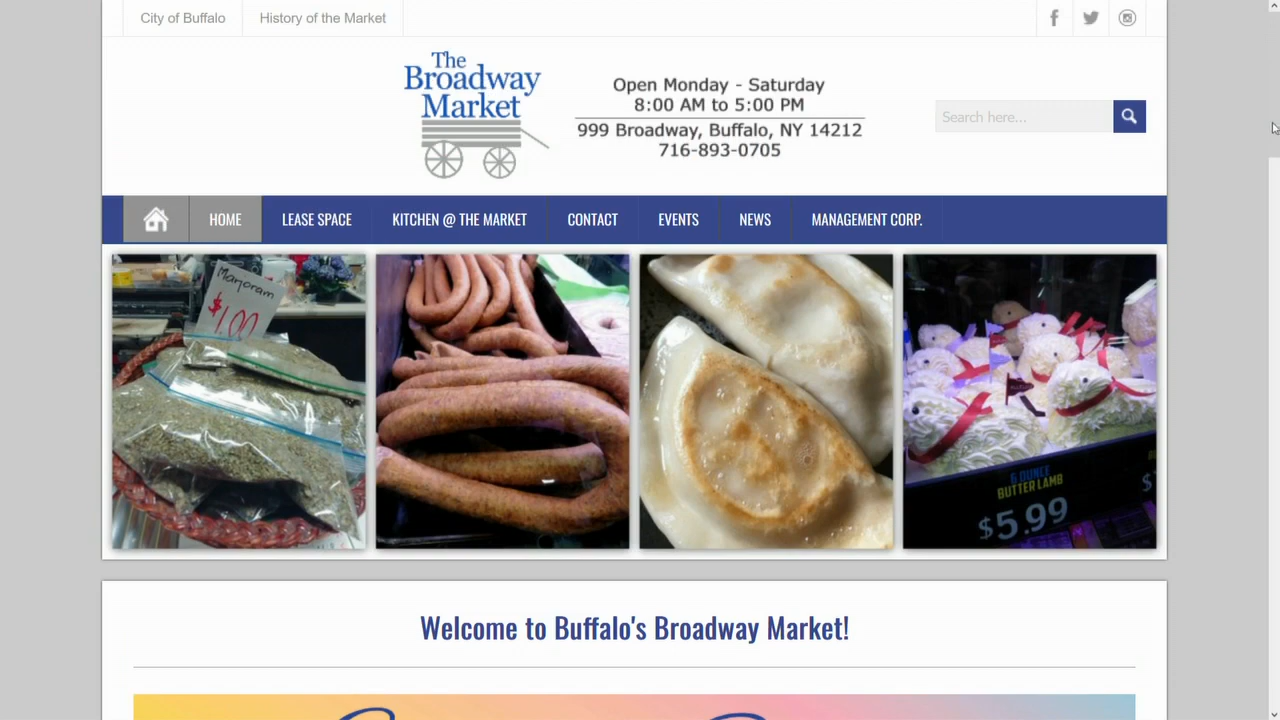 City of Buffalo
History of the Market
The
Broadway
Market
Open Monday - Saturday
8:00 AM to 5:00 PM
999 Broadway, Buffalo, NY 14212
716-893-0705
Search here...
HOME
LEASE SPACE
KITCHEN @ THE MARKET
CONTACT
EVENTS
NEWS
MANAGEMENT CORP.
Marjoram
$1.00
6 OUNCE
BUTTER LAMB
$5.99
Welcome to Buffalo's Broadway Market!